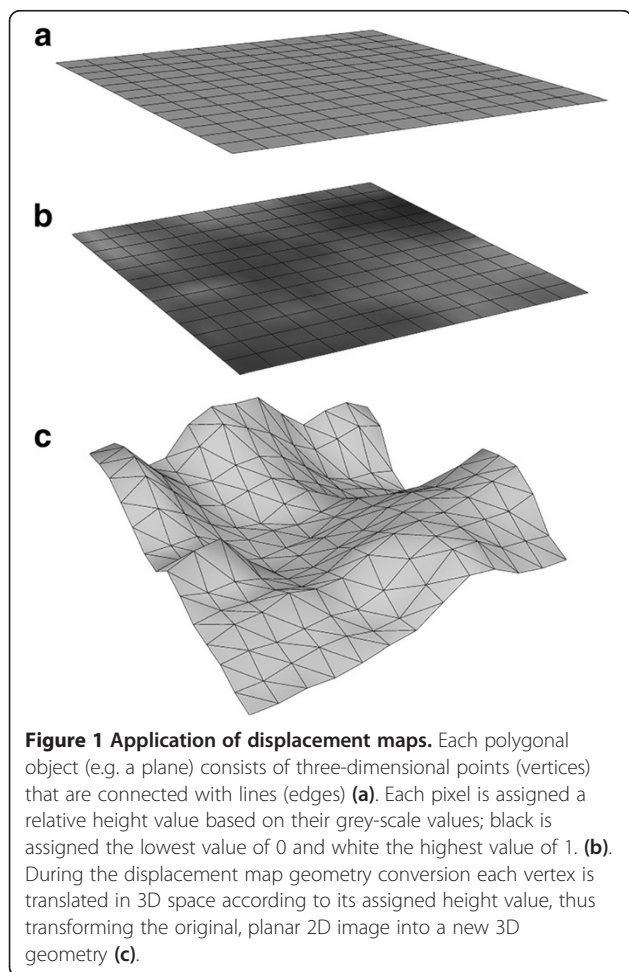 a
b
c
Figure 1 Application of displacement maps. Each polygonal
object (e.g. a plane) consists of three-dimensional points (vertices)
that are connected with lines (edges) (a). Each pixel is assigned a
relative height value based on their grey-scale values; black is
assigned the lowest value of 0 and white the highest value of 1. (b).
During the displacement map geometry conversion each vertex is
translated in 3D space according to its assigned height value, thus
transforming the original, planar 2D image into a new 3D
geometry (c).